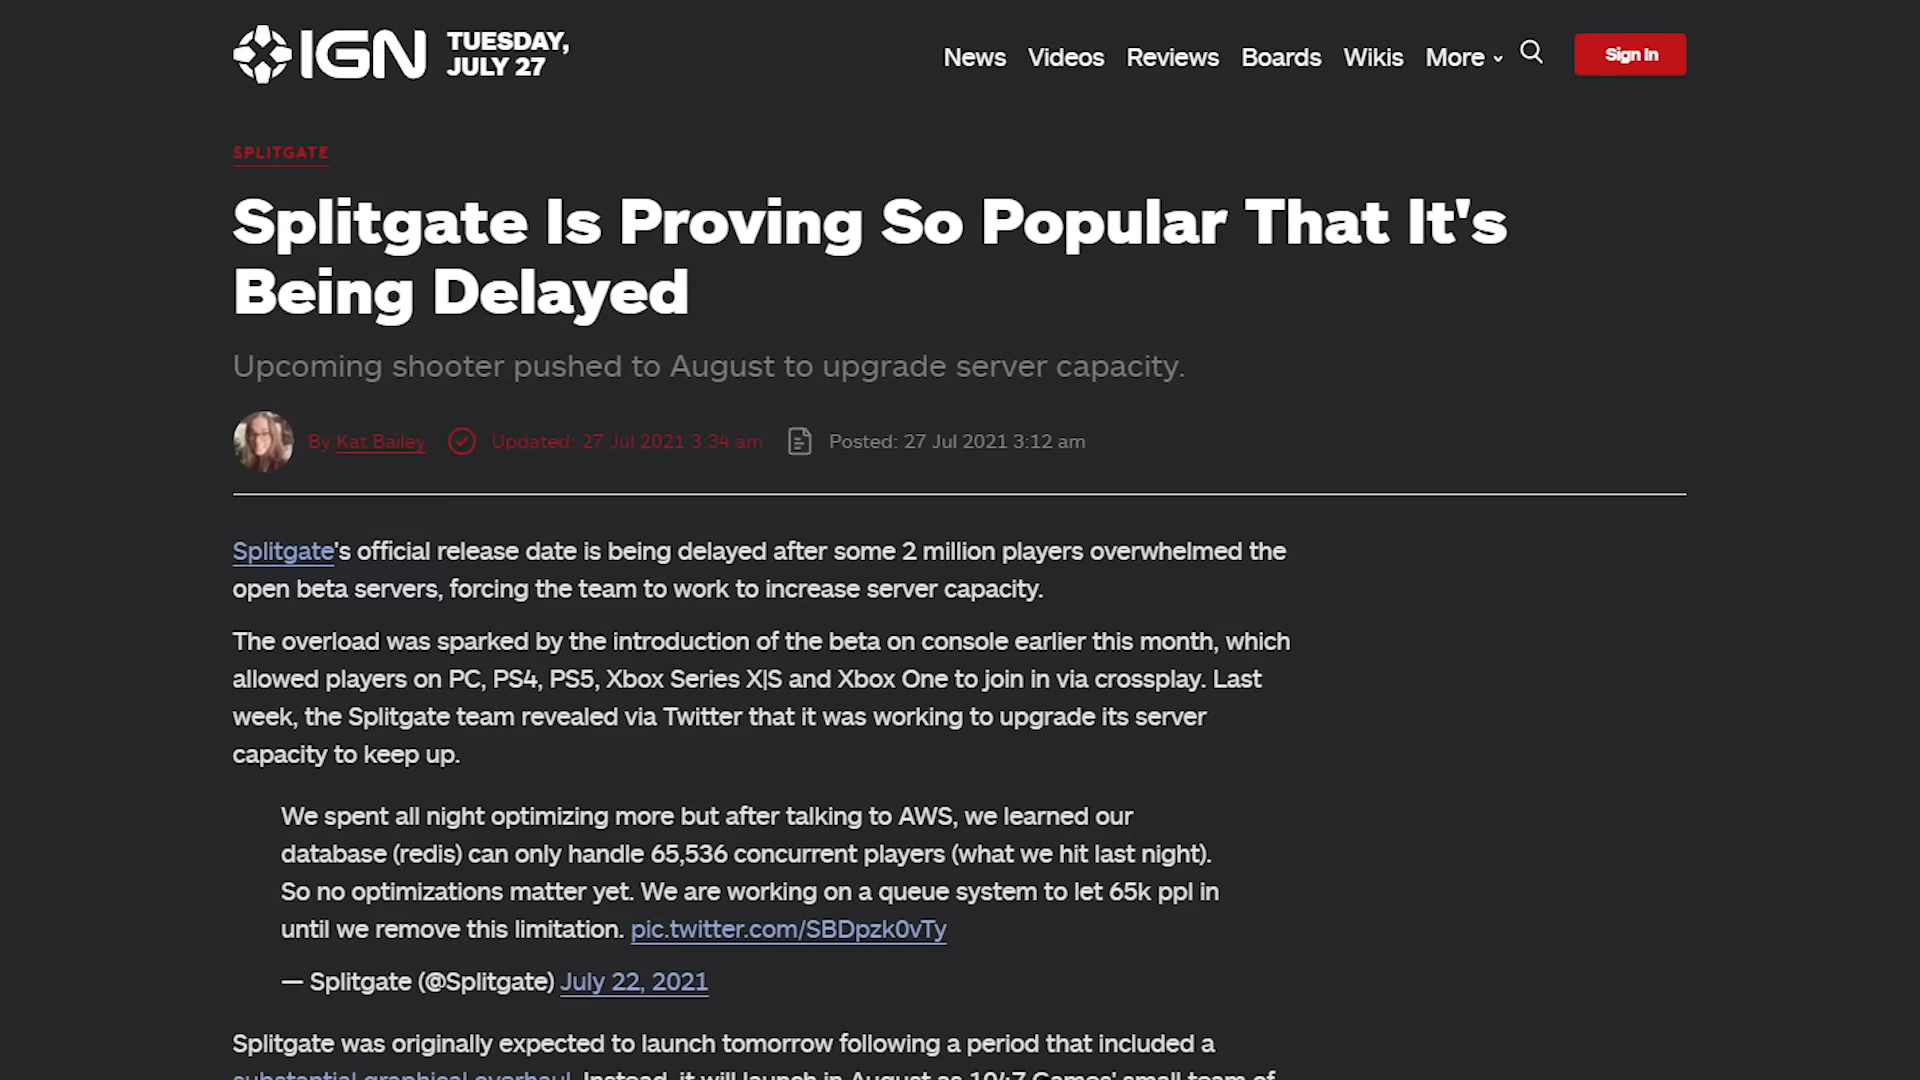 IGN
TUESDAY,
JULY 27
News Videos Reviews Boards Wikis More Sign In
SPLITGATE
Splitgate Is Proving So Popular That It's
Being Delayed
Upcoming shooter pushed to August to upgrade server capacity.
By Kat Bailey Updated: 27 Jul 2021 3:34 am Posted: 27 Jul 2021 3:12 am
Splitgate's official release date is being delayed after some 2 million players overwhelmed the
open beta servers, forcing the team to work to increase server capacity.
The overload was sparked by the introduction of the beta on console earlier this month, which
allowed players on PC, PS4, PS5, Xbox Series X|S and Xbox One to join in via crossplay. Last
week, the Splitgate team revealed via Twitter that it was working to upgrade its server
capacity to keep up.
We spent all night optimizing more but after talking to AWS, we learned our
database (redis) can only handle 65,536 concurrent players (what we hit last night).
So no optimizations matter yet. We are working on a queue system to let 65k ppl in
until we remove this limitation. pic.twitter.com/SBDpzk0vTy
— Splitgate (@Splitgate) July 22, 2021
Splitgate was originally expected to launch tomorrow following a period that included a
substantial graphical overhaul. Instead, it will launch in August as 1047 Games' small team of